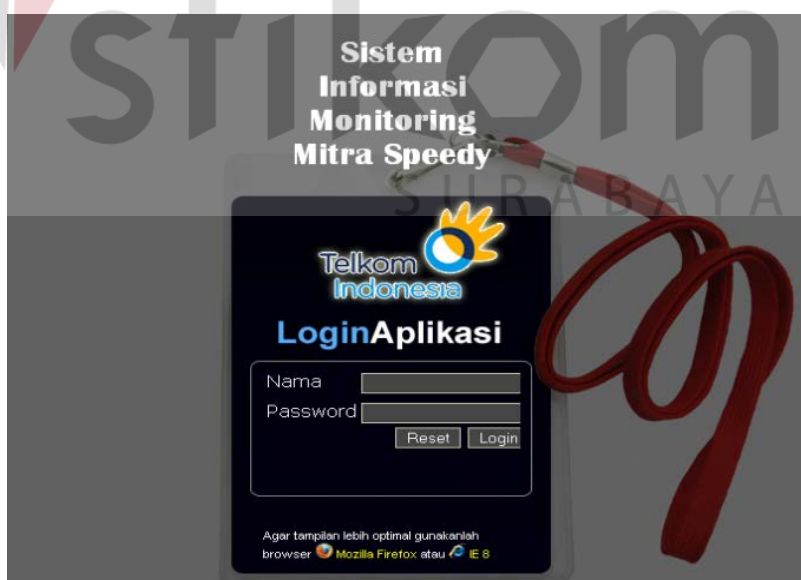 stikom
SURABAYA
Sistem
Informasi
Monitoring
Mitra Speedy
Telkom
Indonesia
LoginAplikasi
Nama
Password
Reset Login
Agar tampilan lebih optimal gunakanlah
browser Mozilla Firefox atau IE 8